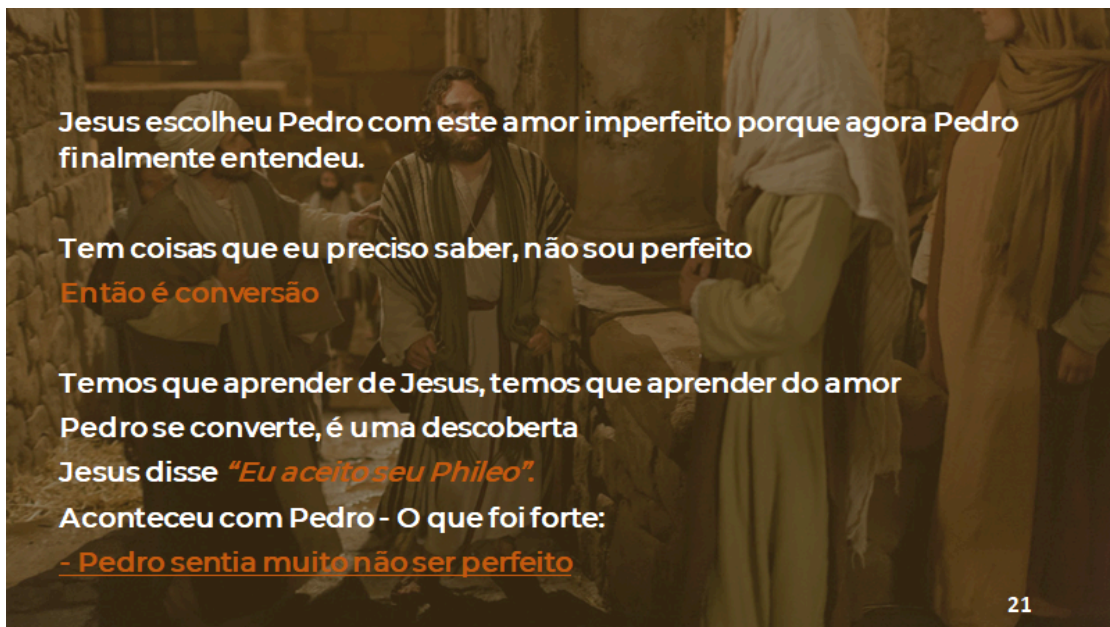 Jesus escolheu Pedro com este amor imperfeito porque agora Pedro
finalmente entendeu.
Tem coisas que eu preciso saber, não sou perfeito
Então é conversão
Temos que aprender de Jesus, temos que aprender do amor
Pedro se converte, é uma descoberta
Jesus disse “Eu aceito seu Phileo”.
Aconteceu com Pedro - O que foi forte:
- Pedro sentia muito não ser perfeito
21